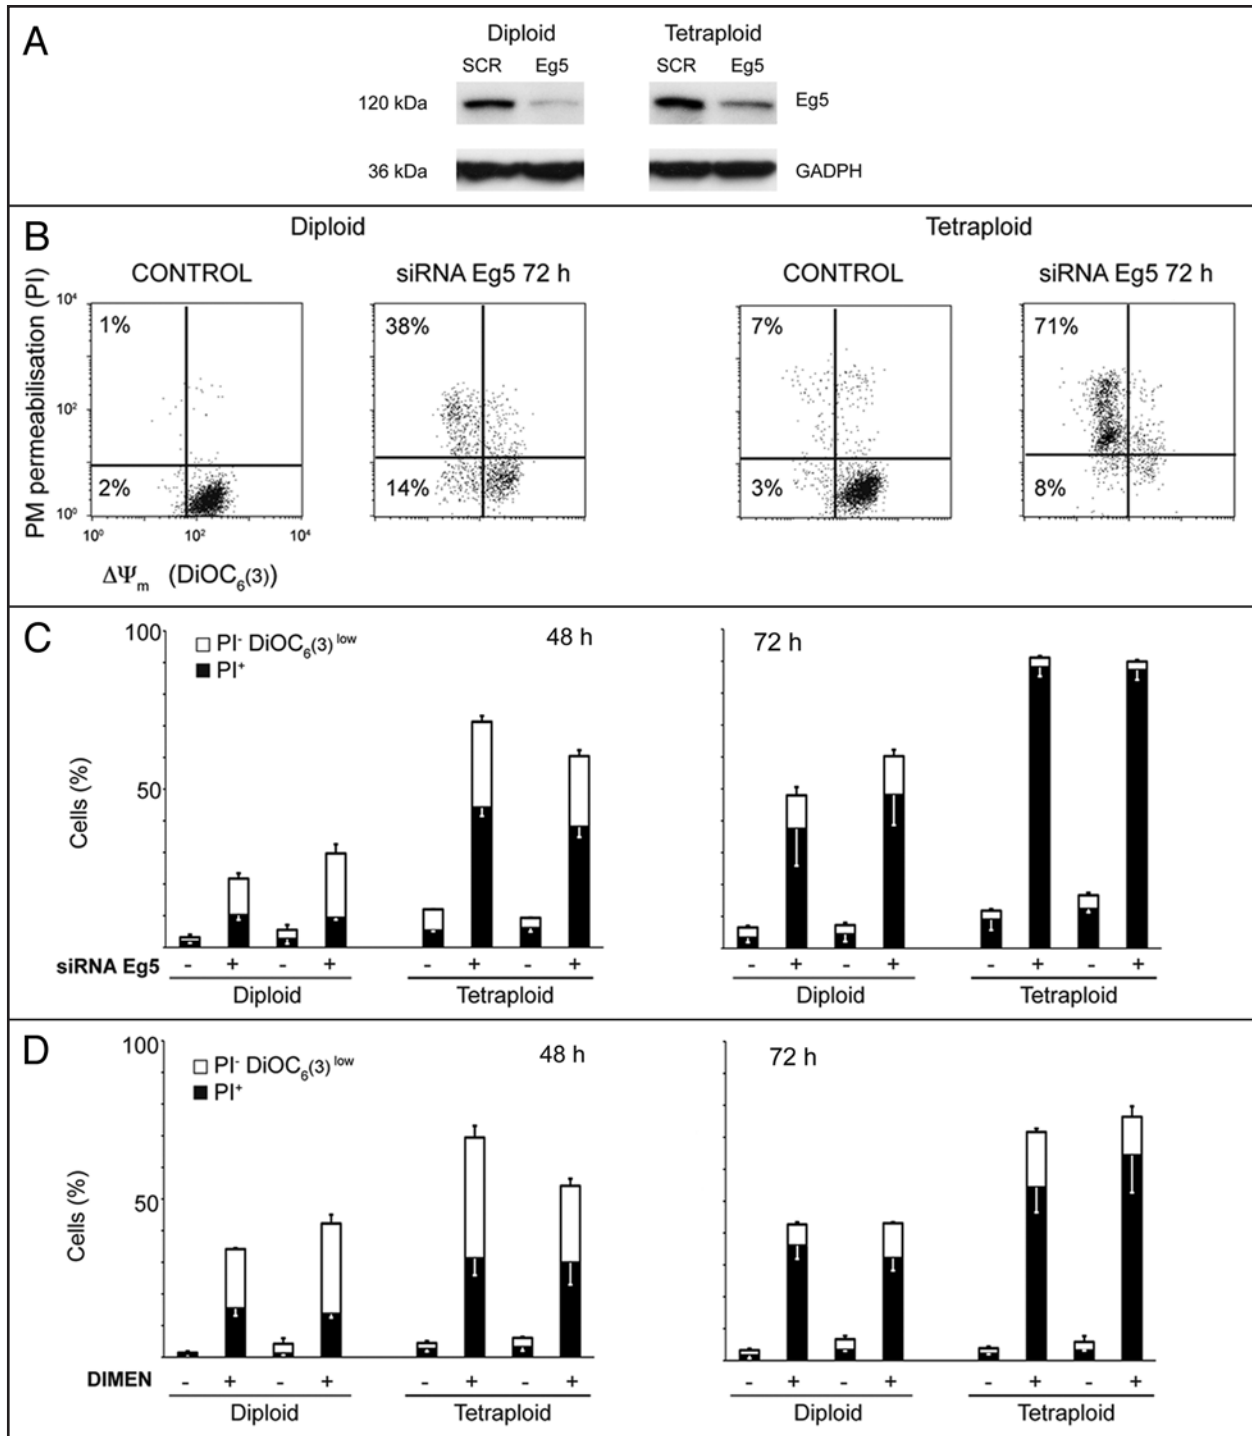 A
Diploid Tetraploid
SCR Eg5 SCR Eg5
120 kDa Eg5
36 kDa GADPH
B
Diploid Tetraploid
CONTROL siRNA Eg5 72 h CONTROL siRNA Eg5 72 h
PM permeabilisation (PI)
10⁴ 1% 38% 7% 71%
10²
2% 14% 3% 8%
10⁰
10⁰ 10² 10⁴
ΔΨm (DiOC₆(3))
C
100 PI⁻ DiOC₆(3) low 48 h 72 h
PI⁺
Cells (%)
50
siRNA Eg5 - + - + - + - + - + - + - + - +
Diploid Tetraploid Diploid Tetraploid
D
100 PI⁻ DiOC₆(3) low 48 h 72 h
PI⁺
Cells (%)
50
DIMEN - + - + - + - + - + - + - + - +
Diploid Tetraploid Diploid Tetraploid